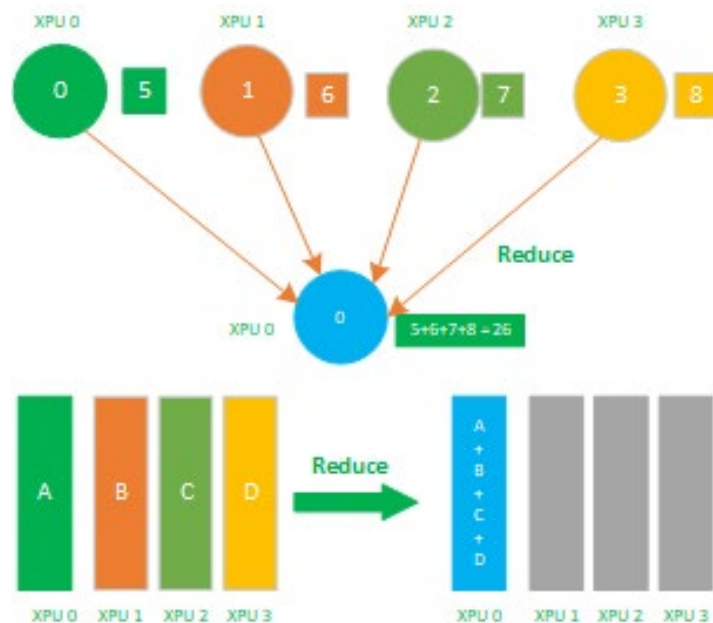 XPU 0 XPU 1 XPU 2 XPU 3
0 5 1 6 2 7 3 8
Reduce
XPU 0 0 5+6+7+8 = 26
A B C D
Reduce
A
+
B
+
C
+
D
XPU 0 XPU 1 XPU 2 XPU 3 XPU 0 XPU 1 XPU 2 XPU 3